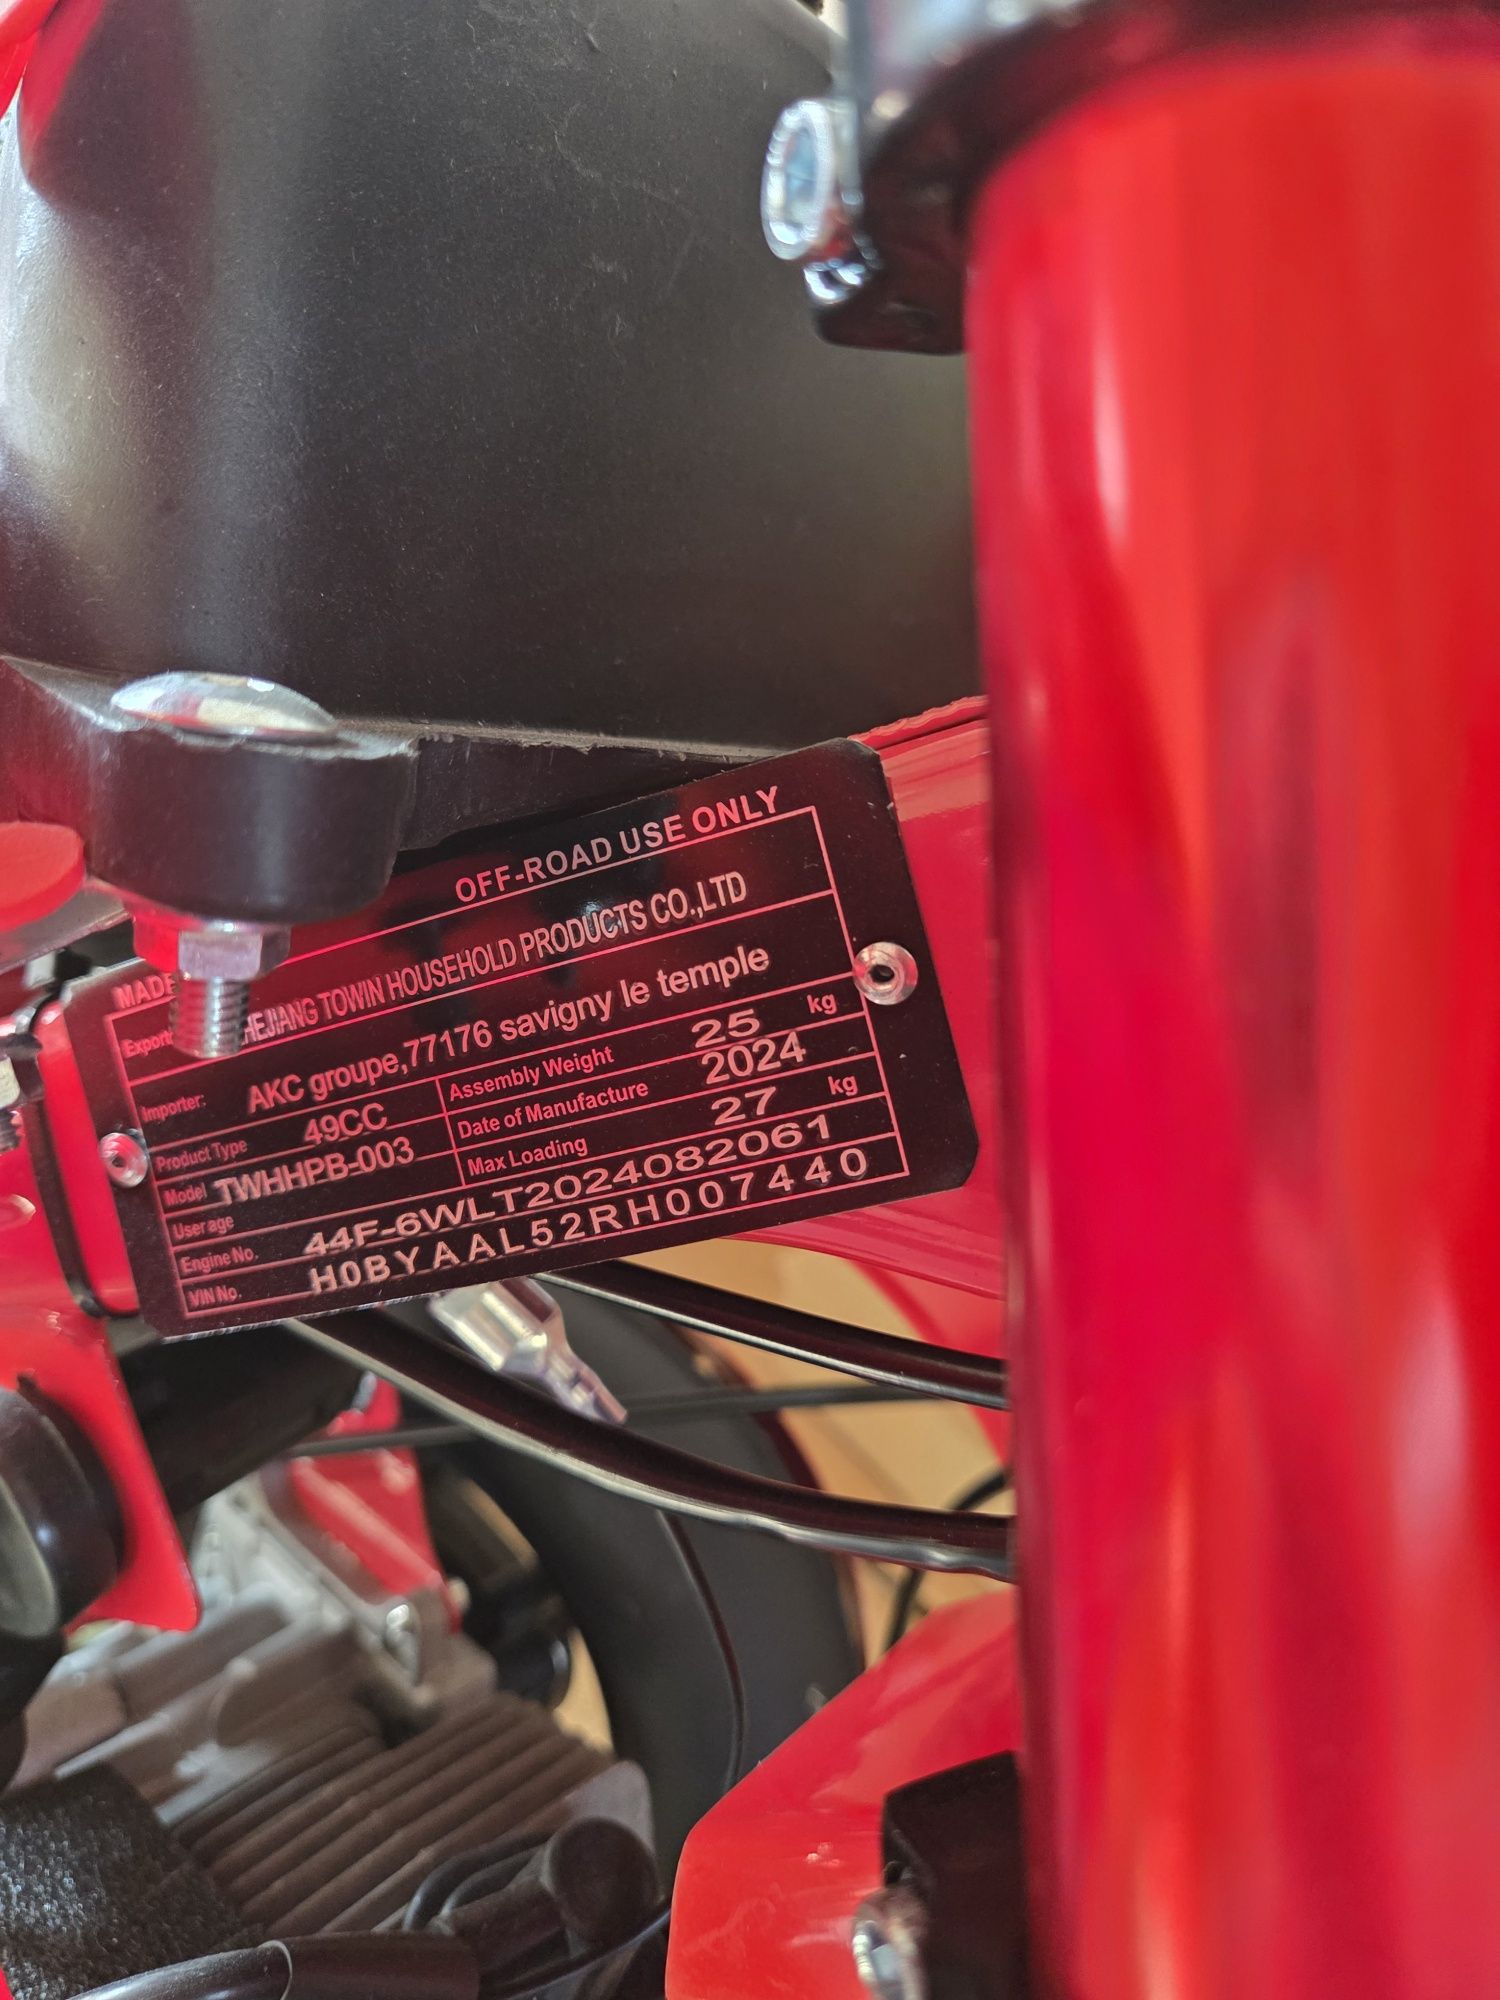 MADE OFF-ROAD USE ONLY
HEJIANG TOWIN HOUSEHOLD PRODUCTS CO.,LTD
Importer: AKC groupe,77176 savigny le temple
Product Type 49CC Assembly Weight 25 kg
Model TWHHPB-003 Date of Manufacture 2024
User age Max Loading 27 kg
Engine No. 44F-6WLT2024082061
VIN No. H0BYAAL52RH007440